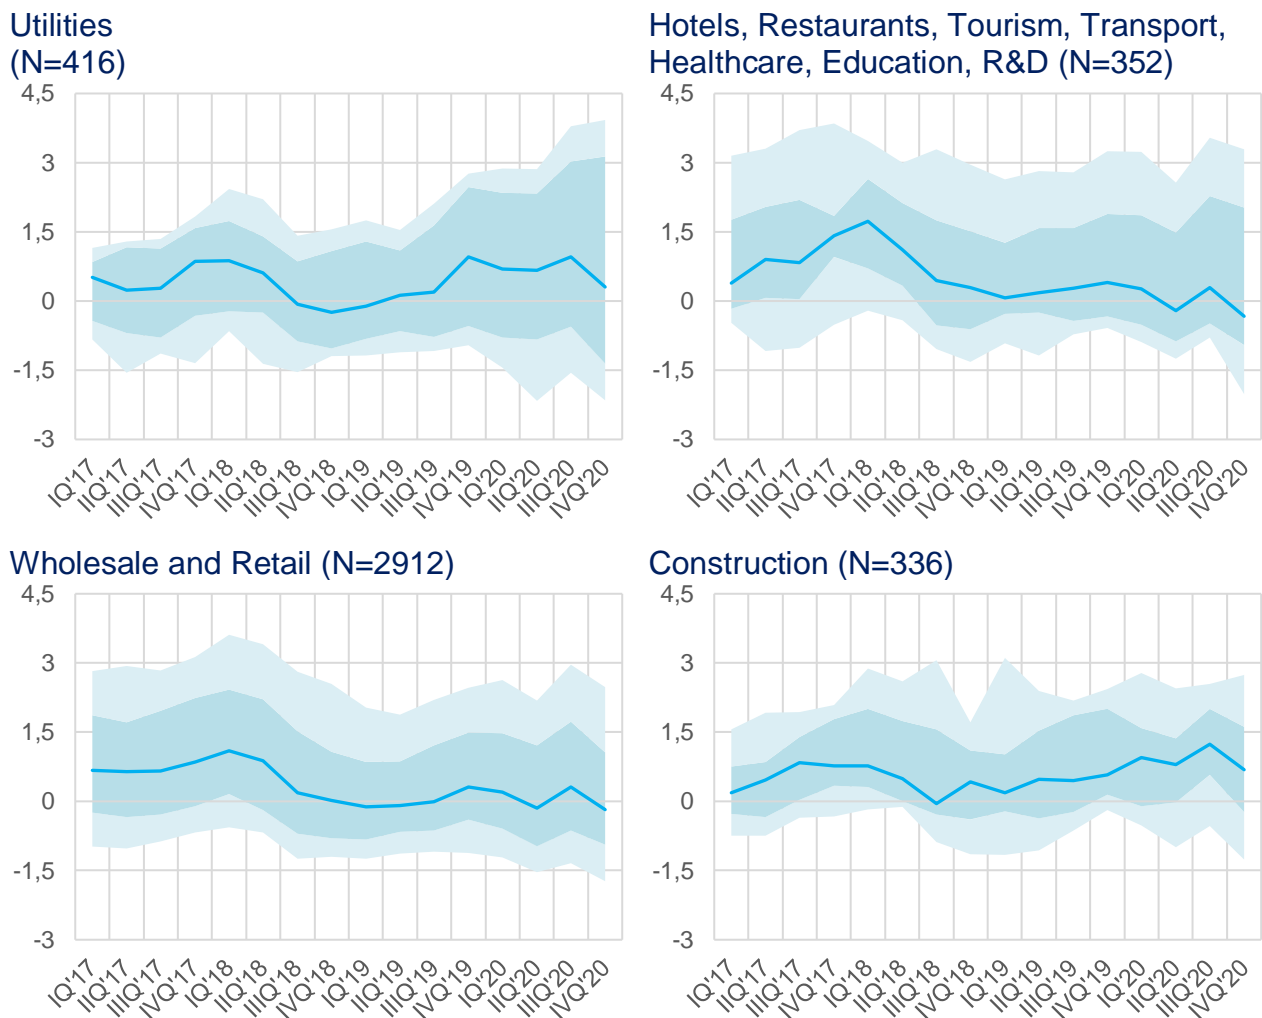 Utilities
(N=416)
4,5
3
1,5
0
-1,5
-3
IQ'17
IIQ'17
IIIQ'17
IVQ'17
IQ'18
IIQ'18
IIIQ'18
IVQ'18
IQ'19
IIQ'19
IIIQ'19
IVQ'19
IQ'20
IIQ'20
IIIQ'20
IVQ'20
Hotels, Restaurants, Tourism, Transport,
Healthcare, Education, R&D (N=352)
4,5
3
1,5
0
-1,5
-3
IQ'17
IIQ'17
IIIQ'17
IVQ'17
IQ'18
IIQ'18
IIIQ'18
IVQ'18
IQ'19
IIQ'19
IIIQ'19
IVQ'19
IQ'20
IIQ'20
IIIQ'20
IVQ'20
Wholesale and Retail (N=2912)
4,5
3
1,5
0
-1,5
-3
IQ'17
IIQ'17
IIIQ'17
IVQ'17
IQ'18
IIQ'18
IIIQ'18
IVQ'18
IQ'19
IIQ'19
IIIQ'19
IVQ'19
IQ'20
IIQ'20
IIIQ'20
IVQ'20
Construction (N=336)
4,5
3
1,5
0
-1,5
-3
IQ'17
IIQ'17
IIIQ'17
IVQ'17
IQ'18
IIQ'18
IIIQ'18
IVQ'18
IQ'19
IIQ'19
IIIQ'19
IVQ'19
IQ'20
IIQ'20
IIIQ'20
IVQ'20